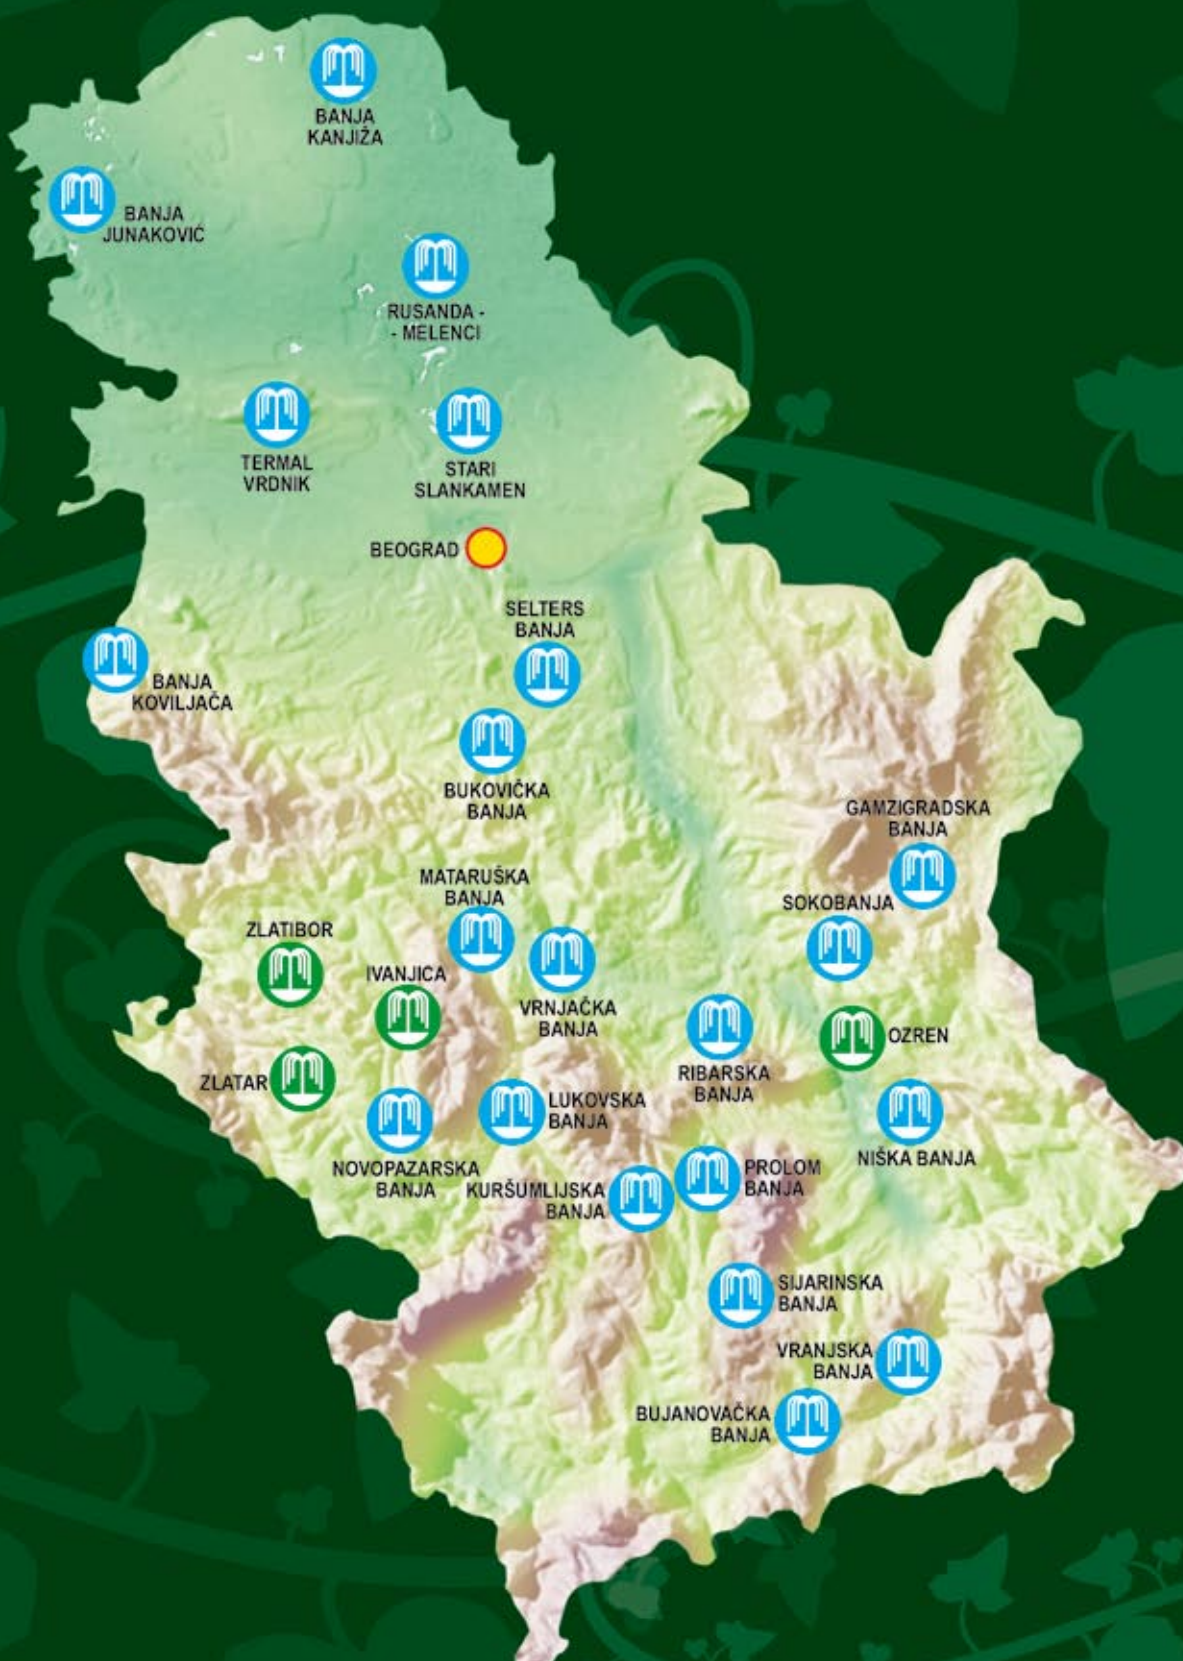 BANJA
KANJIŽA
BANJA
JUNAKOVIĆ
RUSANDA -
- MELENCI
TERMAL
VRDNIK
STARI
SLANKAMEN
BEOGRAD
SELTERS
BANJA
BANJA
KOVILJAČA
BUKOVIČKA
BANJA
GAMZIGRADSKA
BANJA
MATARUŠKA
BANJA
SOKOBANJA
ZLATIBOR
IVANJICA
VRNJAČKA
BANJA
OZREN
RIBARSKA
BANJA
ZLATAR
LUKOVSKA
BANJA
NIŠKA BANJA
NOVOPAZARSKA
BANJA
KURŠUMLIJSKA
BANJA
PROLOM
BANJA
SIJARINSKA
BANJA
VRANJSKA
BANJA
BUJANOVAČKA
BANJA